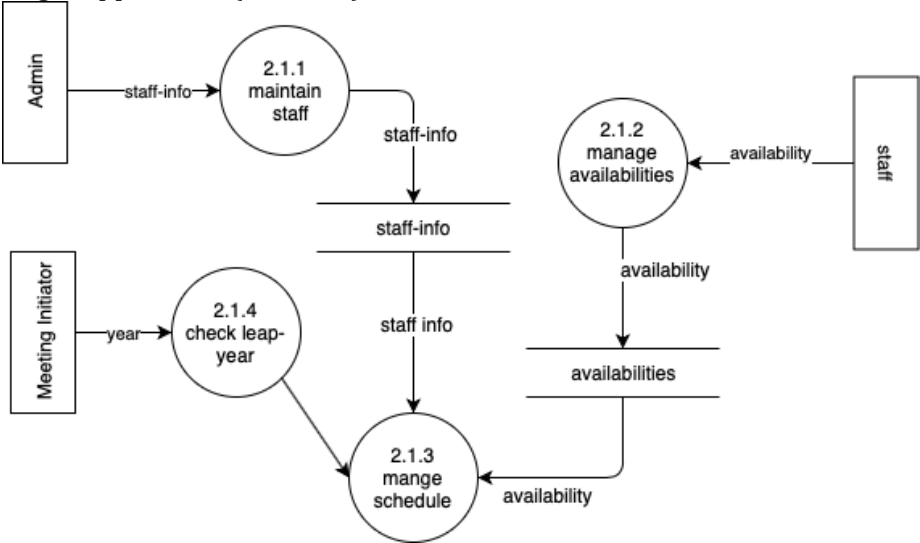 Admin
staff-info
2.1.1
maintain
staff
staff-info
2.1.2
manage
availabilities
availability
staff
staff-info
availability
Meeting Initiator
year
2.1.4
check leap-
year
staff info
availabilities
2.1.3
mange
schedule
availability